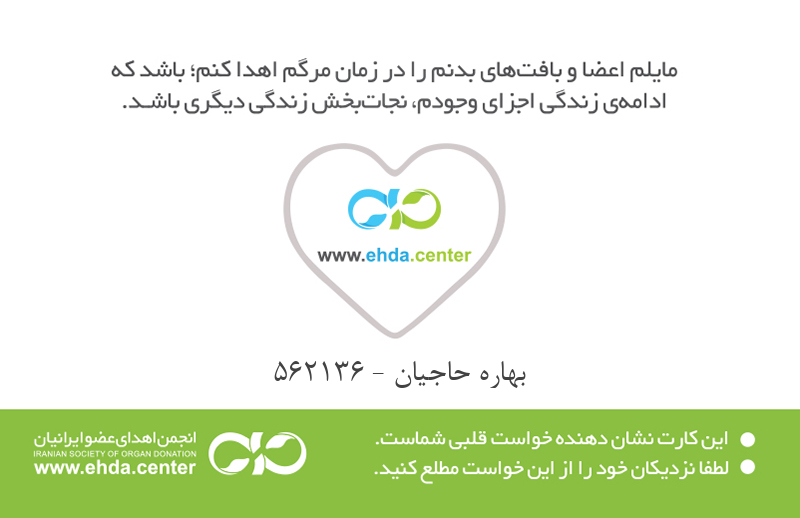 مایلم اعضا و بافت‌های بدنم را در زمان مرگم اهدا کنم؛ باشد که
ادامه‌ی زندگی اجزای وجودم، نجات‌بخش زندگی دیگری باشد.
www.ehda.center
بهاره حاجیان - ۵۶۲۱۳۶
این کارت نشان دهنده خواست قلبی شماست.
لطفا نزدیکان خود را از این خواست مطلع کنید.
انجمن اهدای عضو ایرانیان
IRANIAN SOCIETY OF ORGAN DONATION
www.ehda.center